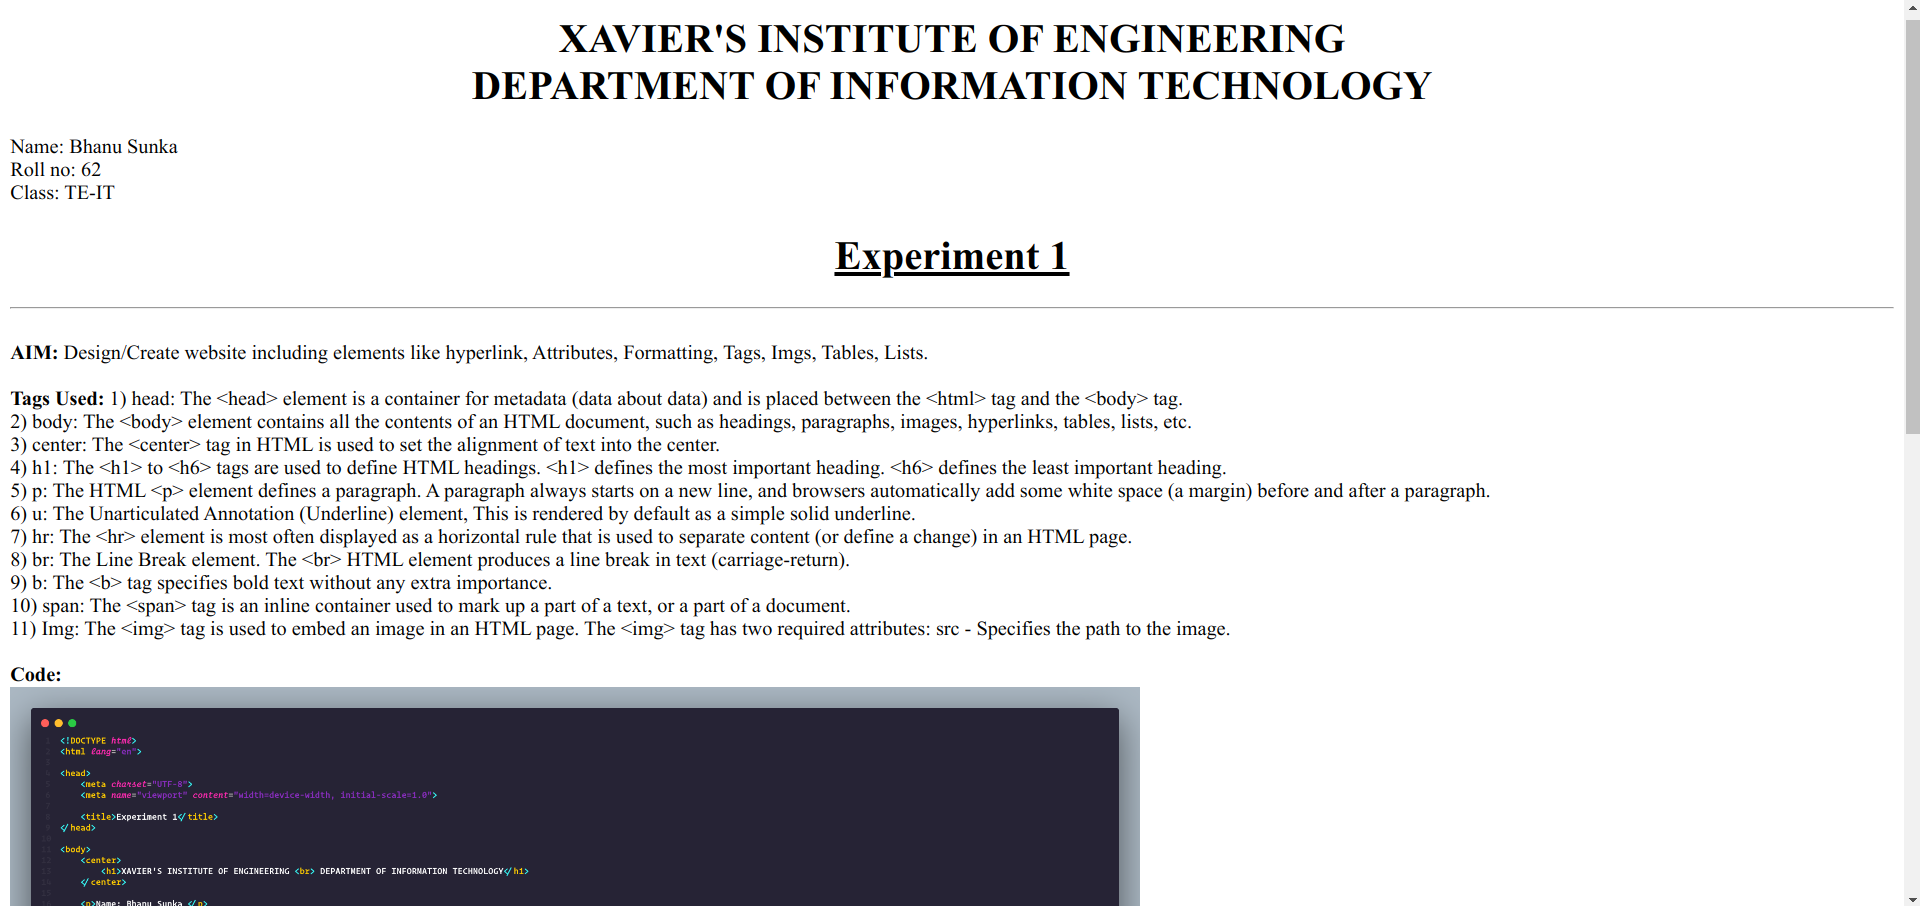 XAVIER'S INSTITUTE OF ENGINEERING
DEPARTMENT OF INFORMATION TECHNOLOGY
Name: Bhanu Sunka
Roll no: 62
Class: TE-IT
Experiment 1
AIM: Design/Create website including elements like hyperlink, Attributes, Formatting, Tags, Imgs, Tables, Lists.
Tags Used: 1) head: The <head> element is a container for metadata (data about data) and is placed between the <html> tag and the <body> tag.
2) body: The <body> element contains all the contents of an HTML document, such as headings, paragraphs, images, hyperlinks, tables, lists, etc.
3) center: The <center> tag in HTML is used to set the alignment of text into the center.
4) h1: The <h1> to <h6> tags are used to define HTML headings. <h1> defines the most important heading. <h6> defines the least important heading.
5) p: The HTML <p> element defines a paragraph. A paragraph always starts on a new line, and browsers automatically add some white space (a margin) before and after a paragraph.
6) u: The Unarticulated Annotation (Underline) element, This is rendered by default as a simple solid underline.
7) hr: The <hr> element is most often displayed as a horizontal rule that is used to separate content (or define a change) in an HTML page.
8) br: The Line Break element. The <br> HTML element produces a line break in text (carriage-return).
9) b: The <b> tag specifies bold text without any extra importance.
10) span: The <span> tag is an inline container used to mark up a part of a text, or a part of a document.
11) Img: The <img> tag is used to embed an image in an HTML page. The <img> tag has two required attributes: src - Specifies the path to the image.
Code:
<!DOCTYPE html>
<html lang="en">
<head>
<meta charset="UTF-8">
<meta name="viewport" content="width=device-width, initial-scale=1.0">
<title>Experiment 1</title>
</head>
<body>
<center>
<h1>XAVIER'S INSTITUTE OF ENGINEERING <br> DEPARTMENT OF INFORMATION TECHNOLOGY</h1>
</center>
<p>Name: Bhanu Sunka </p>